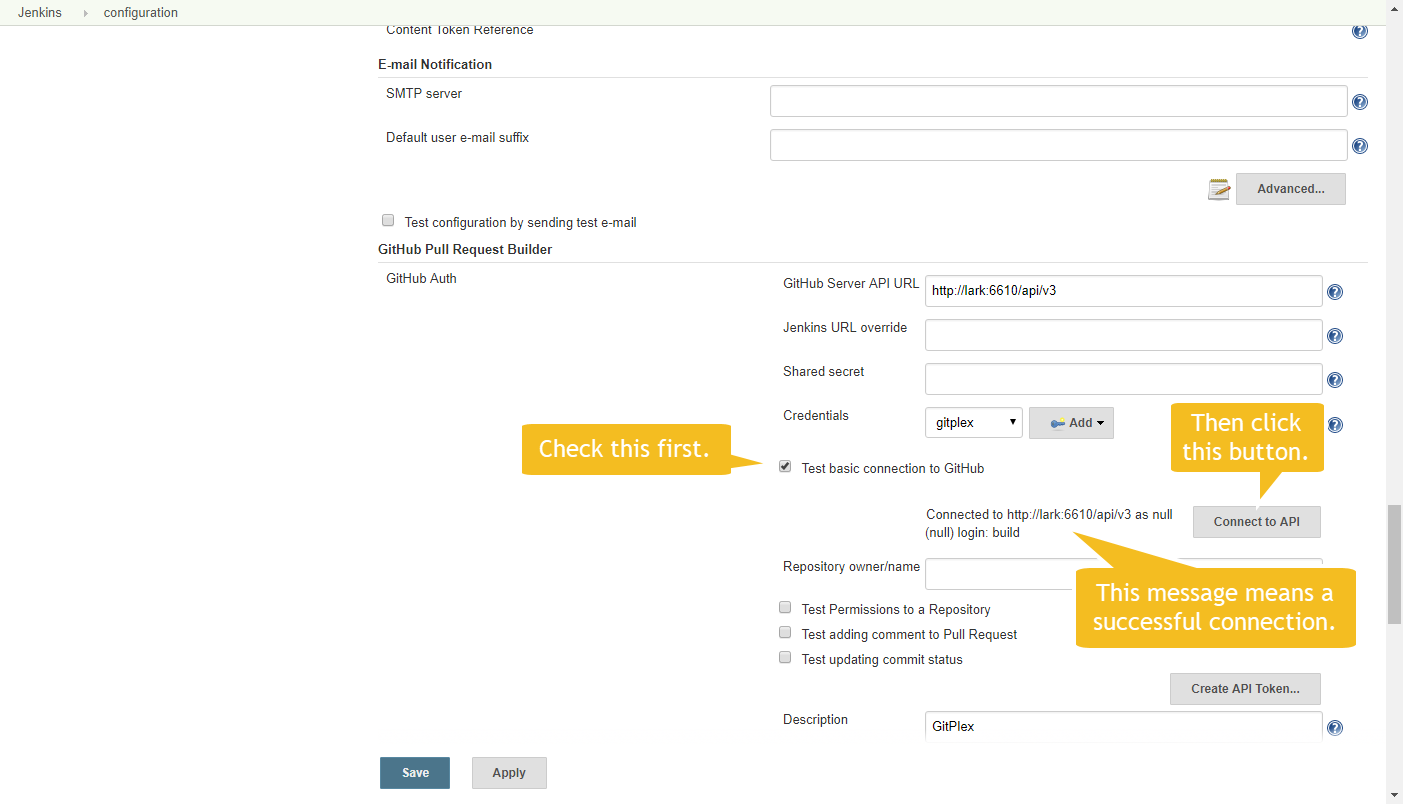 Jenkins configuration
Content Token Reference
E-mail Notification
SMTP server
Default user e-mail suffix
Advanced...
Test configuration by sending test e-mail
GitHub Pull Request Builder
GitHub Auth
GitHub Server API URL http://lark:6610/api/v3
Jenkins URL override
Shared secret
Credentials gitplex Add
Then click
this button.
Check this first.
Test basic connection to GitHub
Connected to http://lark:6610/api/v3 as null
(null) login: build
Connect to API
Repository owner/name
This message means a
successful connection.
Test Permissions to a Repository
Test adding comment to Pull Request
Test updating commit status
Create API Token...
Description GitPlex
Save Apply